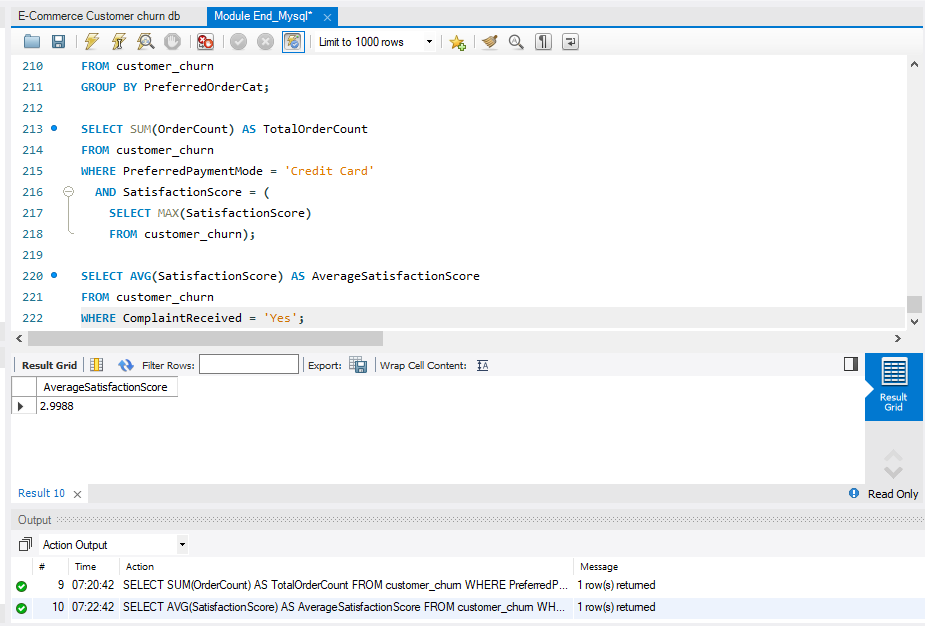 E-Commerce Customer churn db
Module End_Mysql*
Limit to 1000 rows
210 FROM customer_churn
211 GROUP BY PreferredOrderCat;
212
213 SELECT SUM(OrderCount) AS TotalOrderCount
214 FROM customer_churn
215 WHERE PreferredPaymentMode = 'Credit Card'
216 AND SatisfactionScore = (
217 SELECT MAX(SatisfactionScore)
218 FROM customer_churn);
219
220 SELECT AVG(SatisfactionScore) AS AverageSatisfactionScore
221 FROM customer_churn
222 WHERE ComplaintReceived = 'Yes';
Result Grid Filter Rows: Export: Wrap Cell Content:
AverageSatisfactionScore
2.9988
Result
Grid
Result 10
Read Only
Output
Action Output
# Time Action Message
9 07:20:42 SELECT SUM(OrderCount) AS TotalOrderCount FROM customer_churn WHERE PreferredP... 1 row(s) returned
10 07:22:42 SELECT AVG(SatisfactionScore) AS AverageSatisfactionScore FROM customer_churn WH... 1 row(s) returned